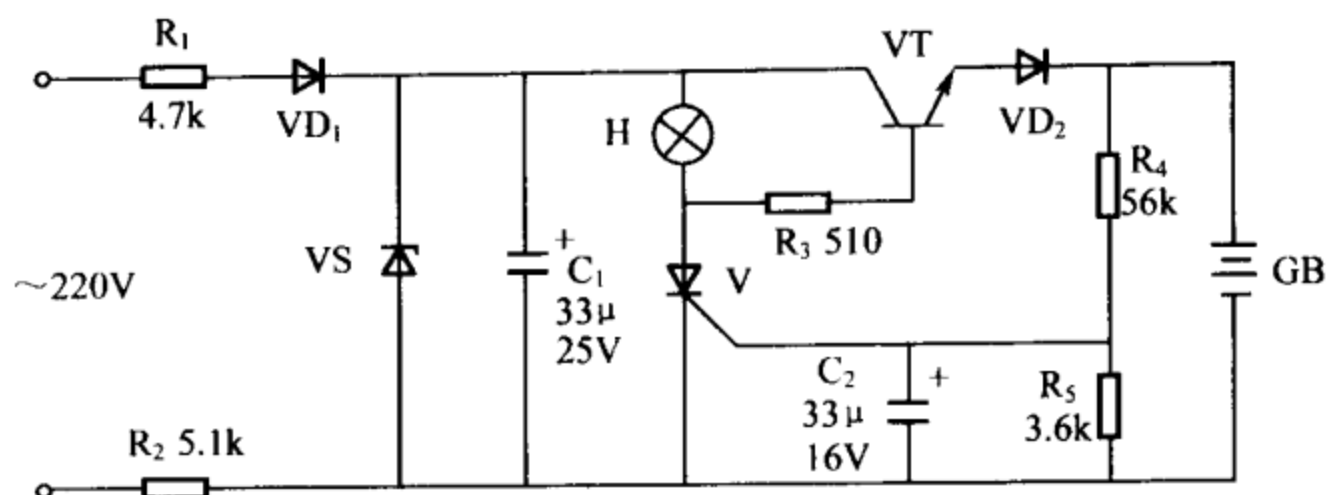 R₁
4.7k
VD₁
VT
VD₂
H
R₄
56k
R₃ 510
VS
C₁
33μ
25V
V
GB
～220V
C₂
33μ
16V
R₅
3.6k
R₂ 5.1k
+
+